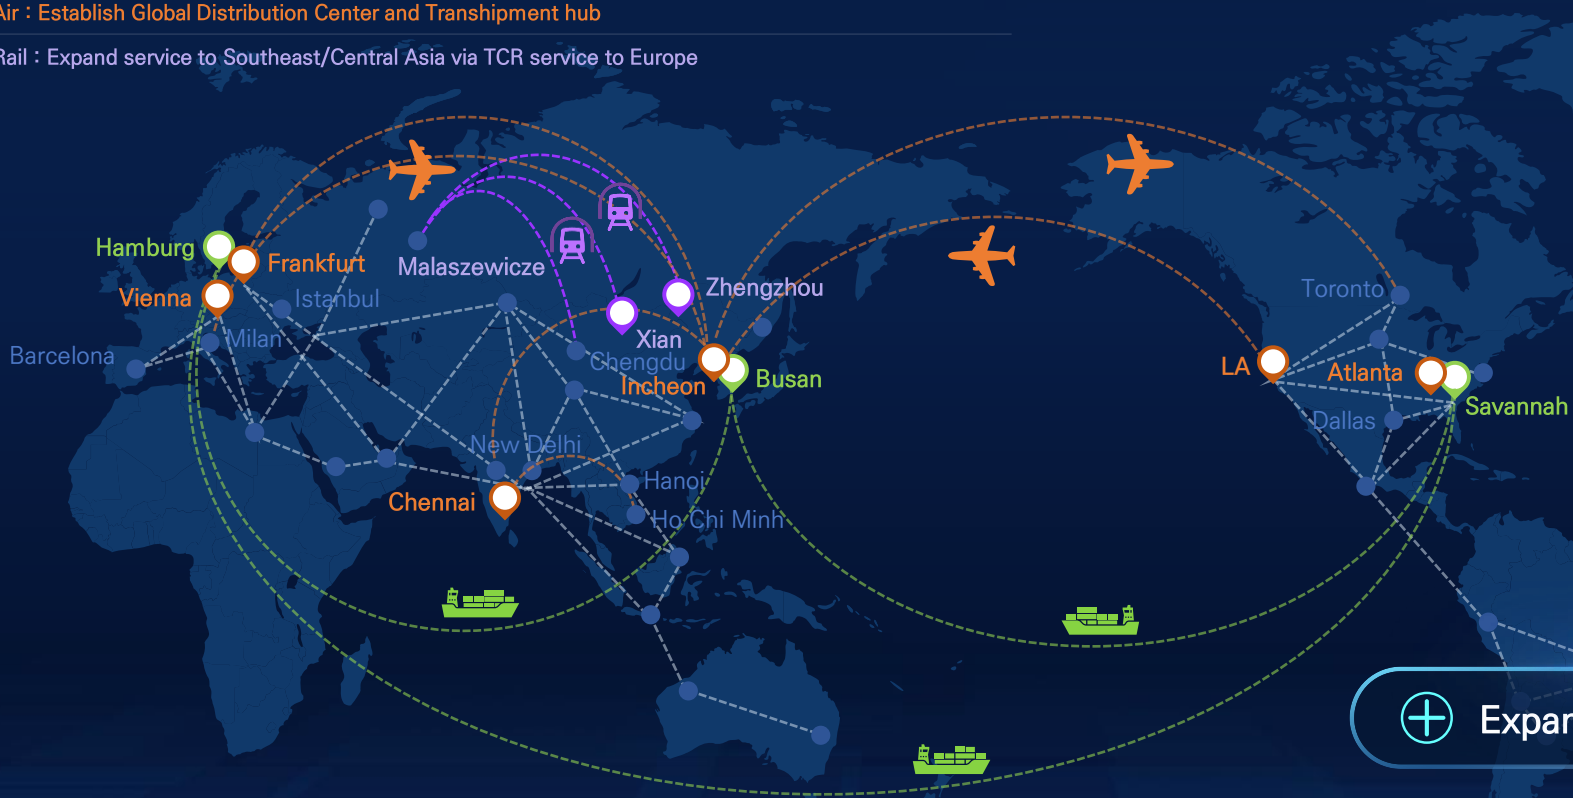 Air : Establish Global Distribution Center and Transhipment hub
Rail : Expand service to Southeast/Central Asia via TCR service to Europe
Hamburg
Frankfurt
Malaszewicze
Zhengzhou
Vienna
Istanbul
Toronto
Milan
Xian
Barcelona
Chengdu
Incheon
Busan
LA
Atlanta
Savannah
Dallas
New Delhi
Hanoi
Chennai
Ho Chi Minh
Expan